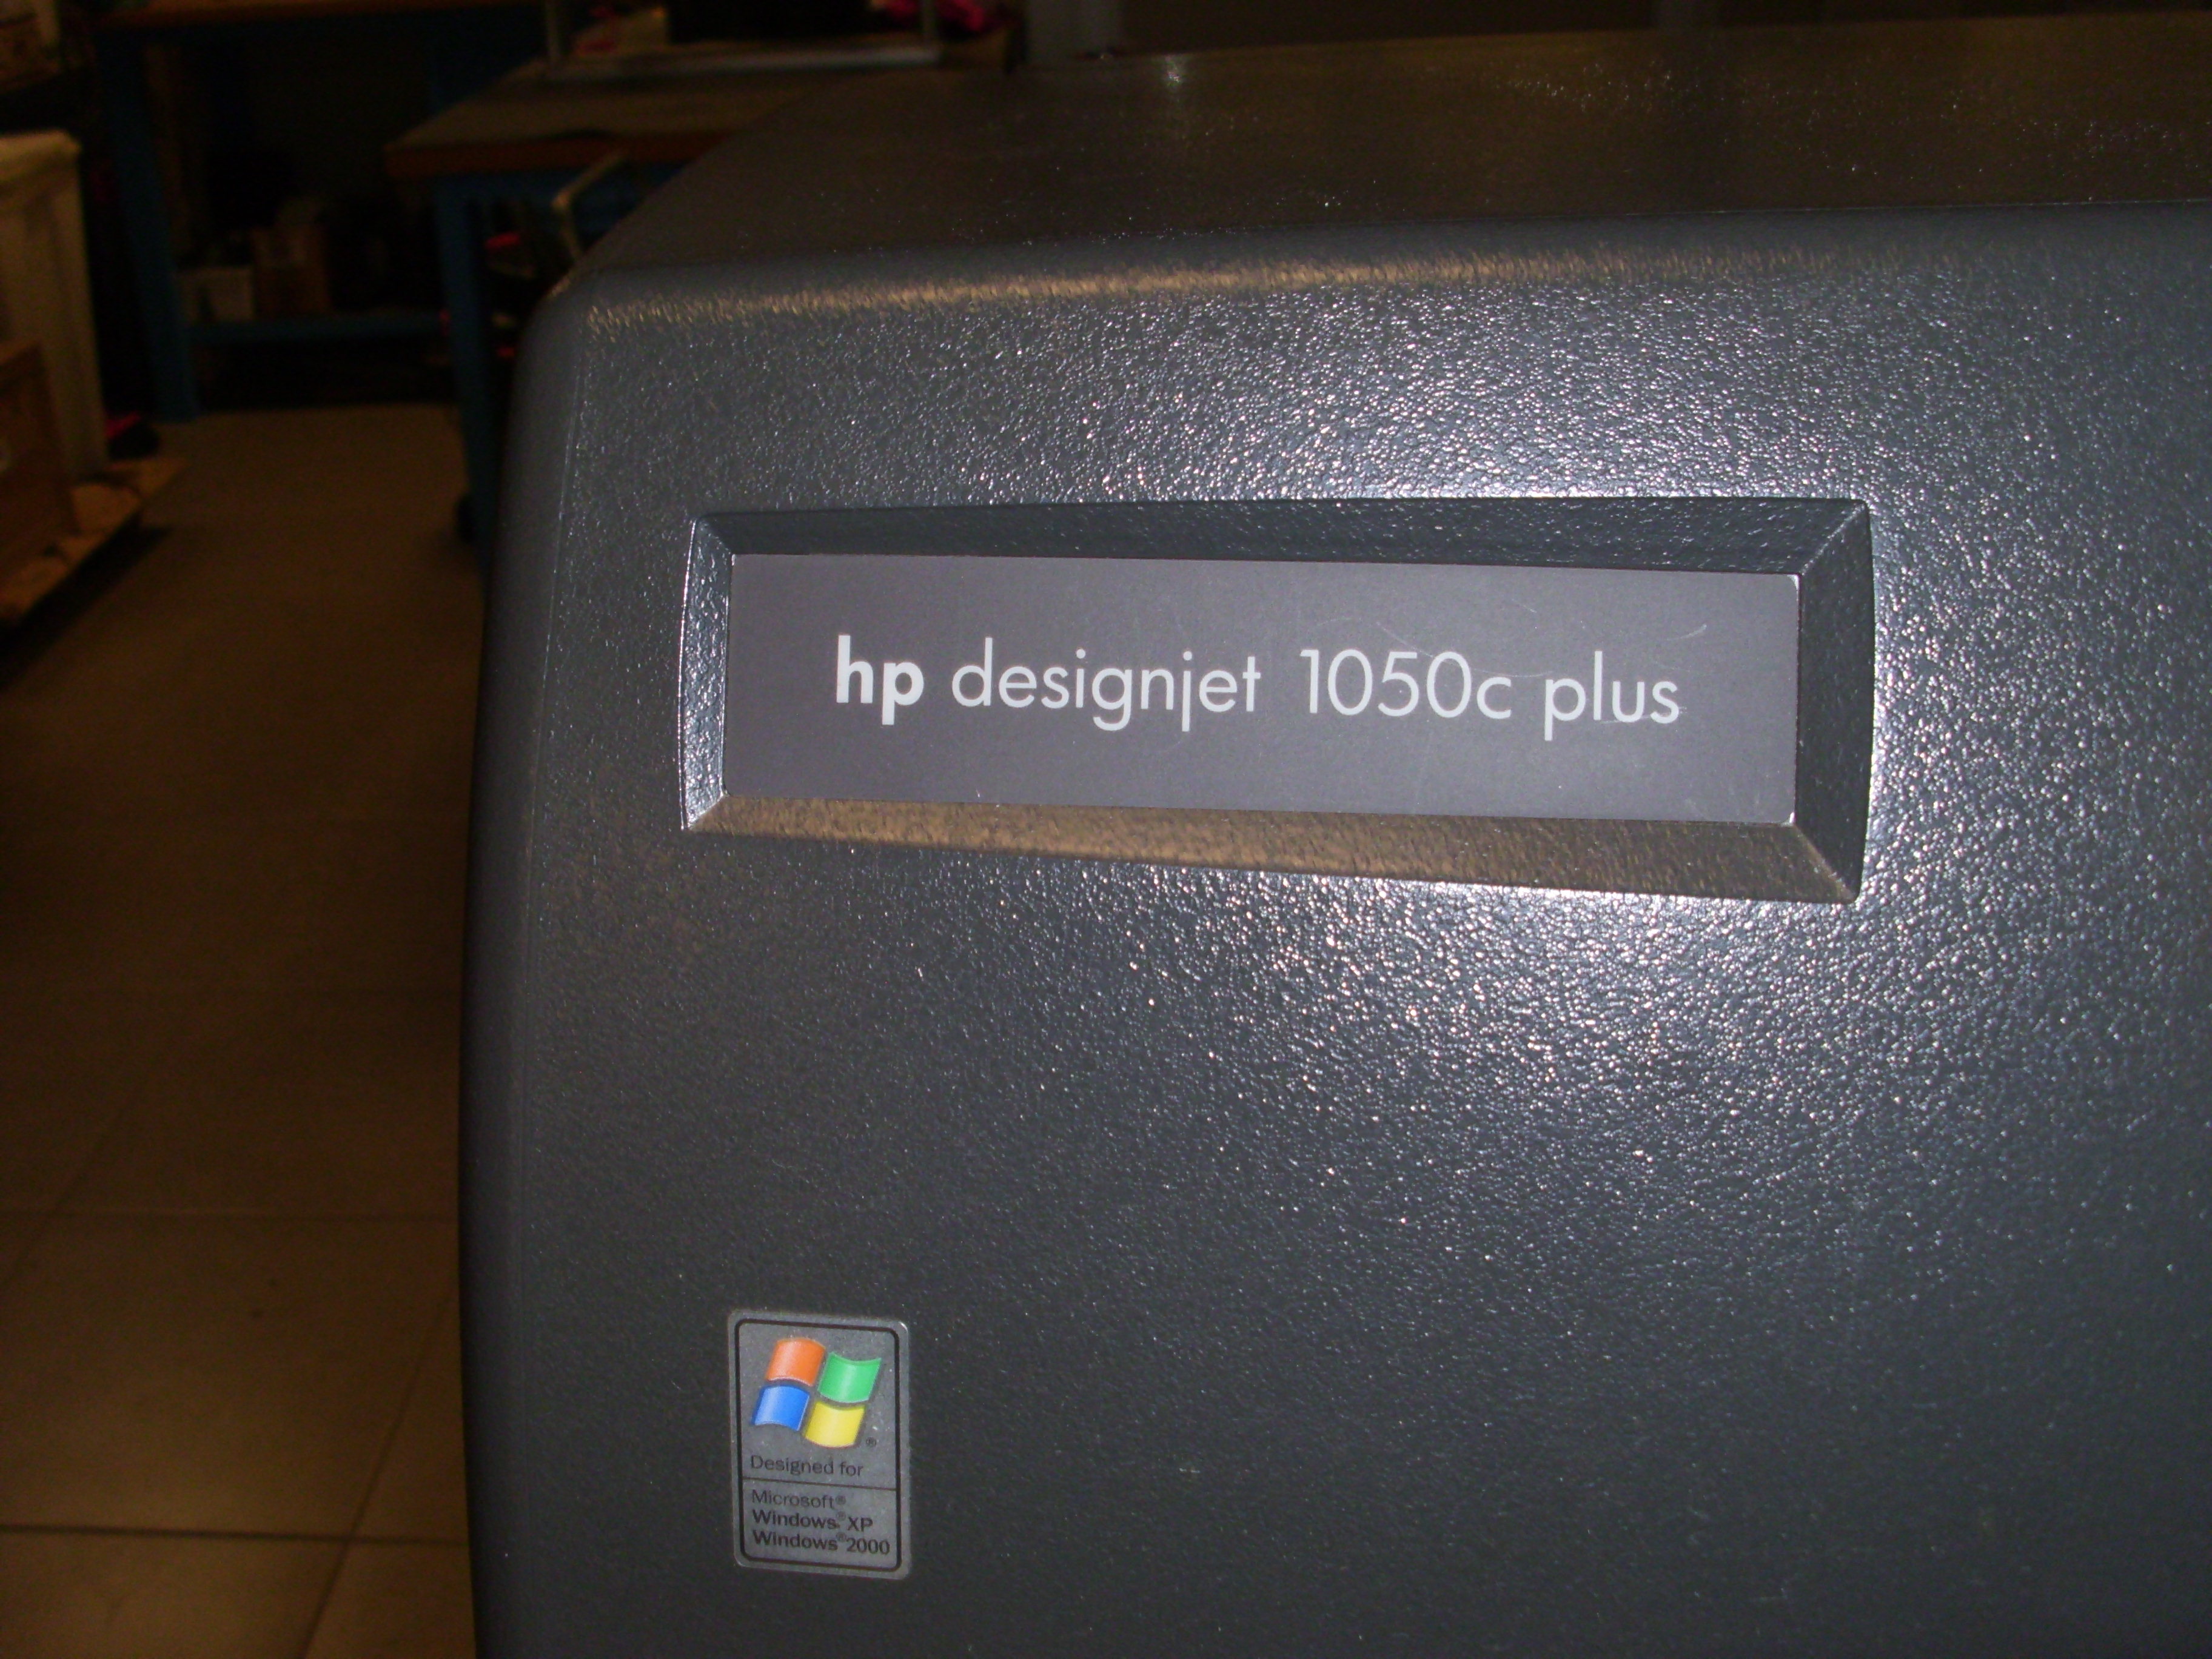 hp designjet 1050c plus
®
Designed for
Microsoft®
Windows® XP
Windows® 2000